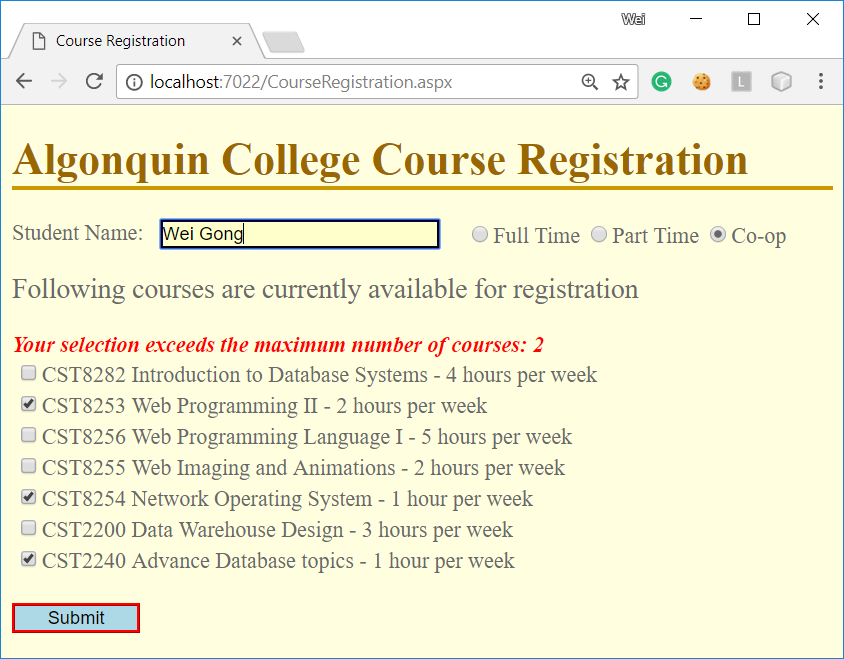 Wei
Course Registration
localhost:7022/CourseRegistration.aspx
G
L
Algonquin College Course Registration
Student Name: Wei Gong Full Time Part Time Co-op
Following courses are currently available for registration
Your selection exceeds the maximum number of courses: 2
CST8282 Introduction to Database Systems - 4 hours per week
CST8253 Web Programming II - 2 hours per week
CST8256 Web Programming Language I - 5 hours per week
CST8255 Web Imaging and Animations - 2 hours per week
CST8254 Network Operating System - 1 hour per week
CST2200 Data Warehouse Design - 3 hours per week
CST2240 Advance Database topics - 1 hour per week
Submit